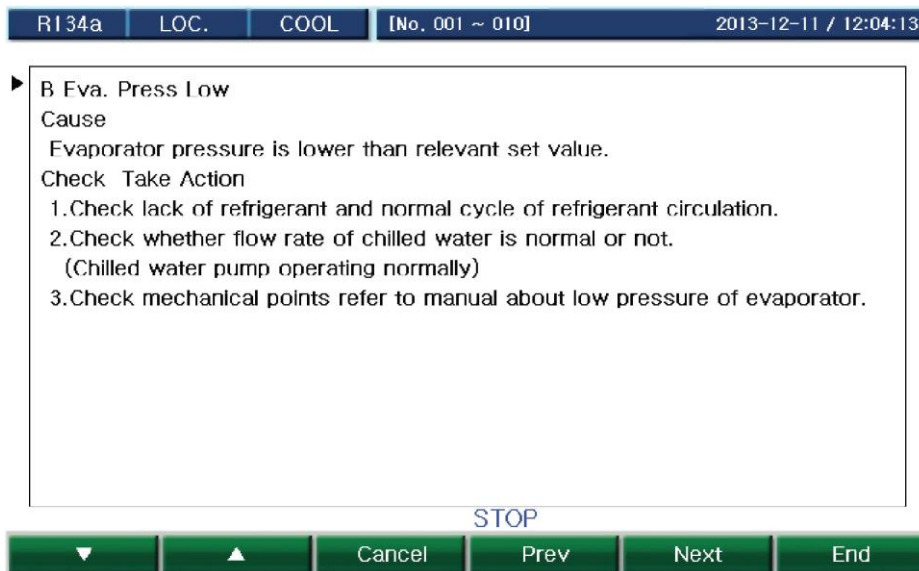 R134a LOC. COOL [No. 001 ~ 010] 2013-12-11 / 12:04:13
B Eva. Press Low
Cause
Evaporator pressure is lower than relevant set value.
Check Take Action
1.Check lack of refrigerant and normal cycle of refrigerant circulation.
2.Check whether flow rate of chilled water is normal or not.
(Chilled water pump operating normally)
3.Check mechanical points refer to manual about low pressure of evaporator.
STOP
▼ ▲ Cancel Prev Next End